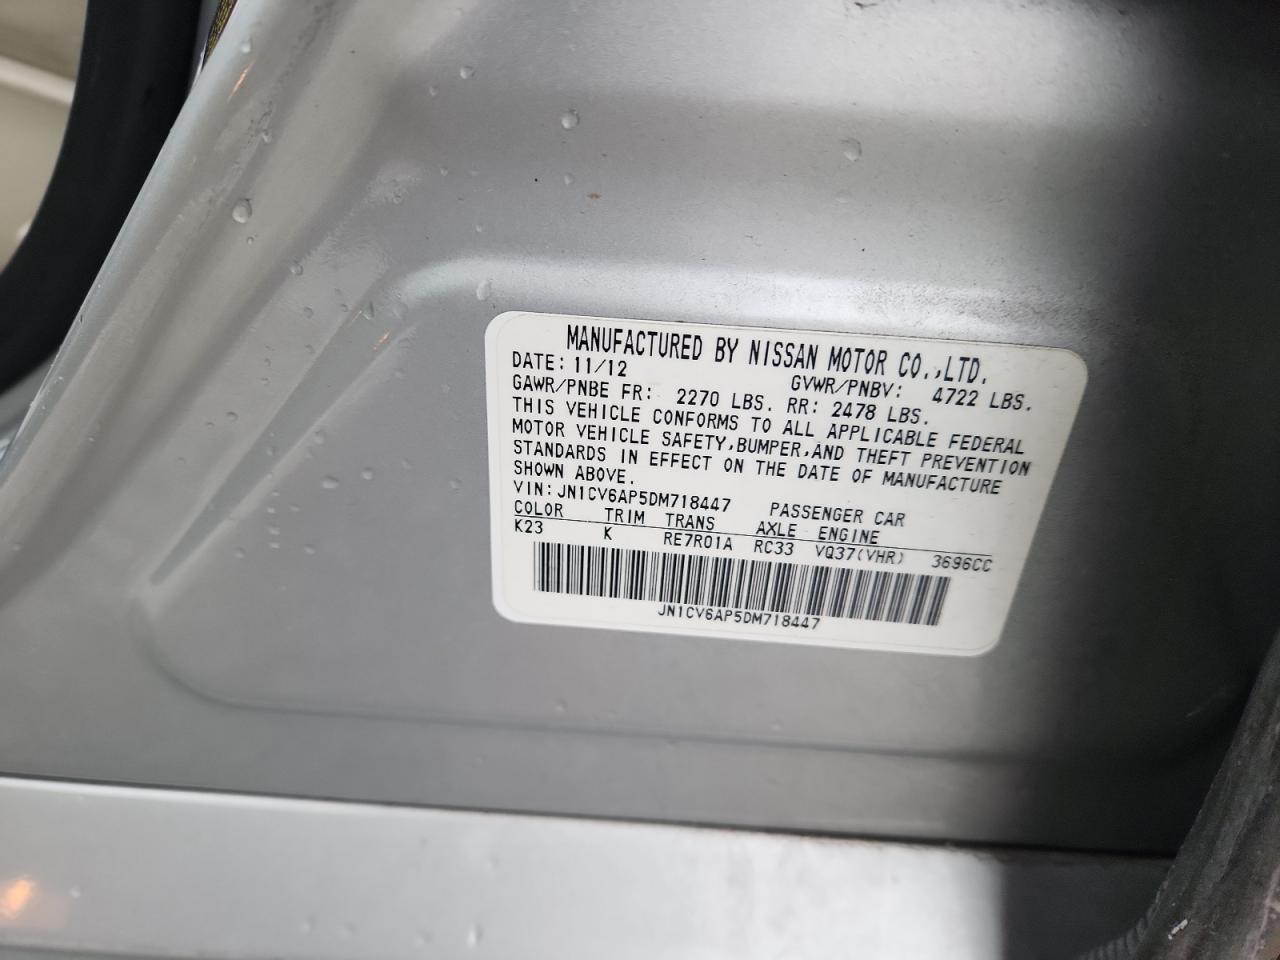 MANUFACTURED BY NISSAN MOTOR CO.,LTD.
DATE: 11/12 GVWR/PNBV: 4722 LBS.
GAWR/PNBE FR: 2270 LBS. RR: 2478 LBS.
THIS VEHICLE CONFORMS TO ALL APPLICABLE FEDERAL
MOTOR VEHICLE SAFETY,BUMPER,AND THEFT PREVENTION
STANDARDS IN EFFECT ON THE DATE OF MANUFACTURE
SHOWN ABOVE.
VIN:JN1CV6AP5DM718447 PASSENGER CAR
COLOR TRIM TRANS AXLE ENGINE
K23 K RE7R01A RC33 VQ37(VHR) 3696CC
JN1CV6AP5DM718447